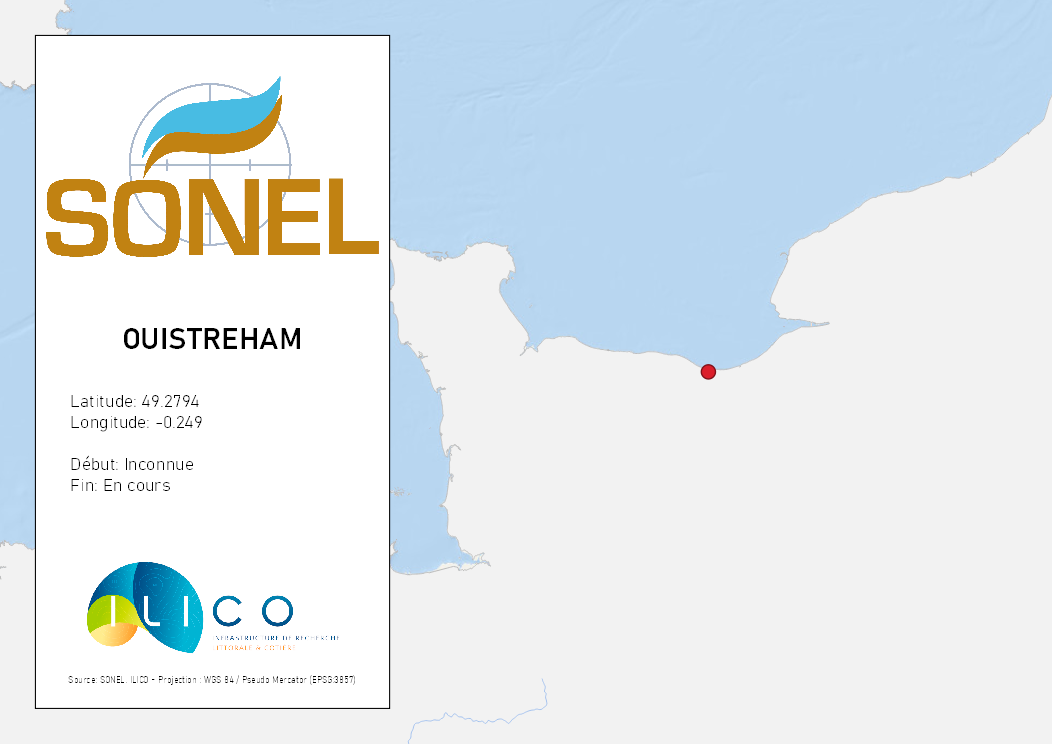 SONEL
OUISTREHAM
Latitude: 49.2794
Longitude: -0.249
Début: Inconnue
Fin: En cours
ILICO
INFRASTRUCTURE DE RECHERCHE
LITTORALE & CÔTIÈRE
Source: SONEL, ILICO - Projection : WGS 84 / Pseudo Mercator (EPSG:3857)